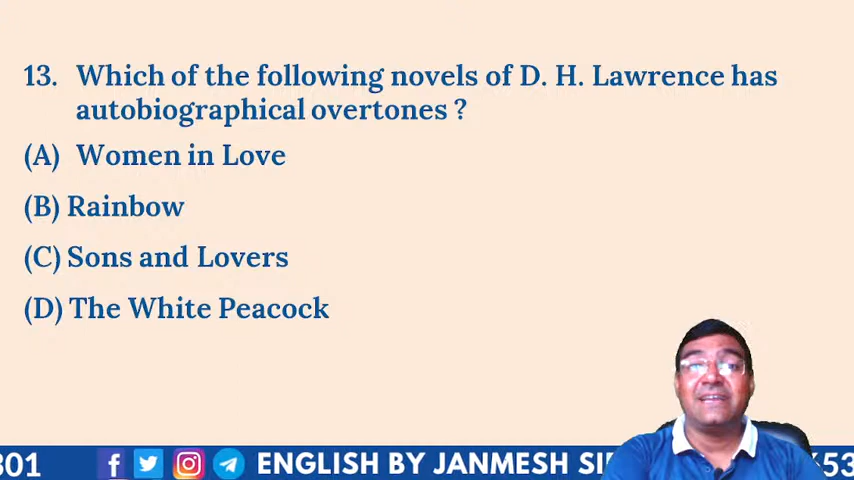 13. Which of the following novels of D. H. Lawrence has
autobiographical overtones ?
(A) Women in Love
(B) Rainbow
(C) Sons and Lovers
(D) The White Peacock
301 ENGLISH BY JANMESH 53